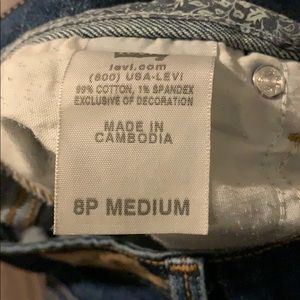 levi.com
(800) USA-LEVI
99% COTTON, 1% SPANDEX
EXCLUSIVE OF DECORATION
MADE IN
CAMBODIA
8P MEDIUM